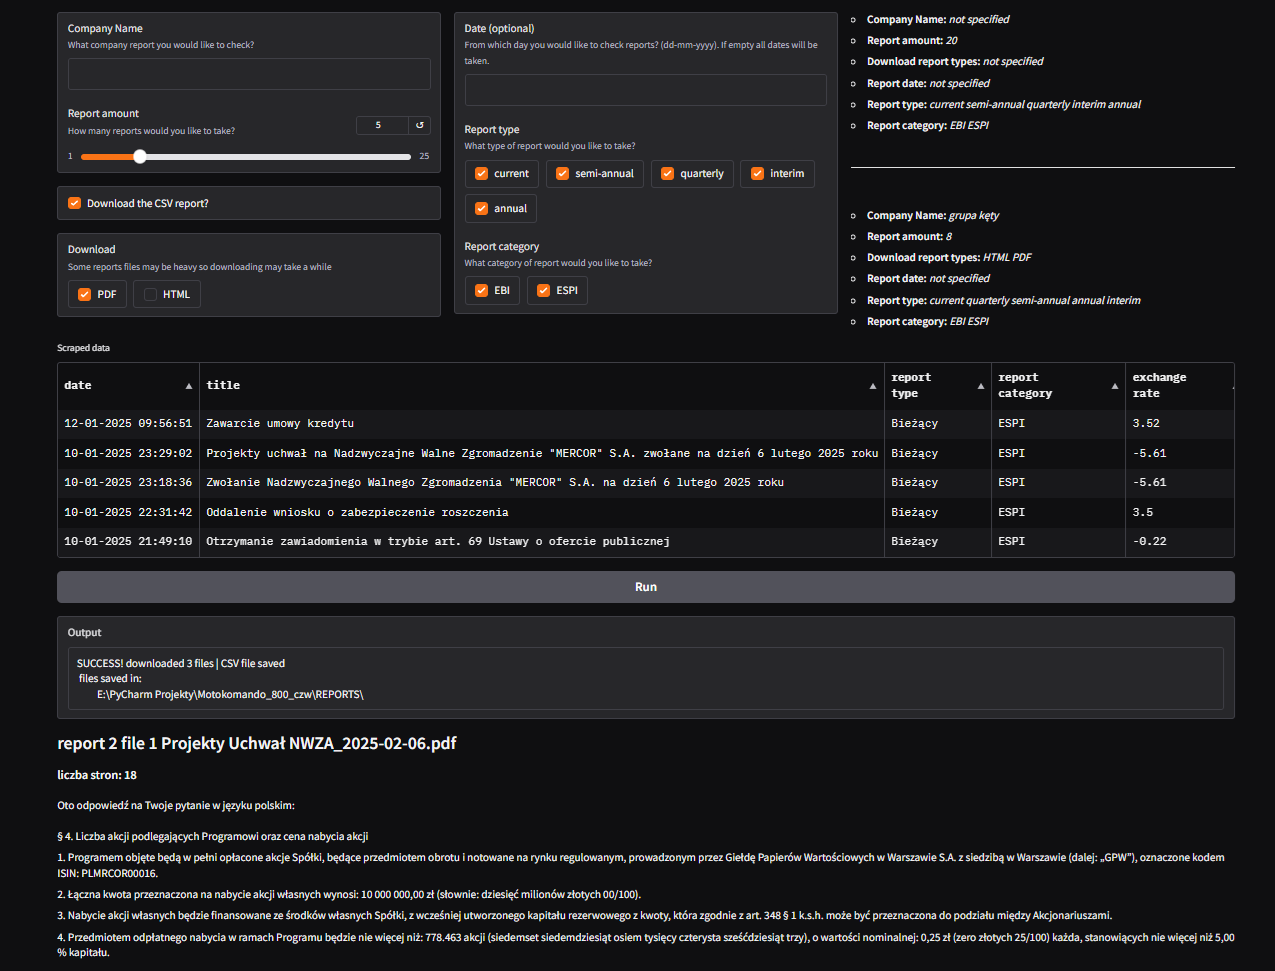 Company Name
What company report you would like to check?
Report amount
How many reports would you like to take?
5
↺
1
25
Download the CSV report?
Download
Some reports files may be heavy so downloading may take a while
PDF
HTML
Date (optional)
From which day you would like to check reports? (dd-mm-yyyy). If empty all dates will be
taken.
Report type
What type of report would you like to take?
current
semi-annual
quarterly
interim
annual
Report category
What category of report would you like to take?
EBI
ESPI
Company Name: not specified
Report amount: 20
Download report types: not specified
Report date: not specified
Report type: current semi-annual quarterly interim annual
Report category: EBI ESPI
Company Name: grupa kęty
Report amount: 8
Download report types: HTML PDF
Report date: not specified
Report type: current quarterly semi-annual annual interim
Report category: EBI ESPI
Scraped data
date ▲ title ▲ report type ▲ report category ▲ exchange rate
12-01-2025 09:56:51 Zawarcie umowy kredytu Bieżący ESPI 3.52
10-01-2025 23:29:02 Projekty uchwał na Nadzwyczajne Walne Zgromadzenie "MERCOR" S.A. zwołane na dzień 6 lutego 2025 roku Bieżący ESPI -5.61
10-01-2025 23:18:36 Zwołanie Nadzwyczajnego Walnego Zgromadzenia "MERCOR" S.A. na dzień 6 lutego 2025 roku Bieżący ESPI -5.61
10-01-2025 22:31:42 Oddalenie wniosku o zabezpieczenie roszczenia Bieżący ESPI 3.5
10-01-2025 21:49:10 Otrzymanie zawiadomienia w trybie art. 69 Ustawy o ofercie publicznej Bieżący ESPI -0.22
Run
Output
SUCCESS! downloaded 3 files | CSV file saved
files saved in:
E:\PyCharm Projekty\Motokomando_800_czw\REPORTS\
report 2 file 1 Projekty Uchwał NWZA_2025-02-06.pdf
liczba stron: 18
Oto odpowiedź na Twoje pytanie w języku polskim:
§ 4. Liczba akcji podlegających Programowi oraz cena nabycia akcji
1. Programem objęte będą w pełni opłacone akcje Spółki, będące przedmiotem obrotu i notowane na rynku regulowanym, prowadzonym przez Giełdę Papierów Wartościowych w Warszawie S.A. z siedzibą w Warszawie (dalej: „GPW”), oznaczone kodem
ISIN: PLMRCOR00016.
2. Łączna kwota przeznaczona na nabycie akcji własnych wynosi: 10 000 000,00 zł (słownie: dziesięć milionów złotych 00/100).
3. Nabycie akcji własnych będzie finansowane ze środków własnych Spółki, z wcześniej utworzonego kapitału rezerwowego z kwoty, która zgodnie z art. 348 § 1 k.s.h. może być przeznaczona do podziału między Akcjonariuszami.
4. Przedmiotem odpłatnego nabycia w ramach Programu będzie nie więcej niż: 778.463 akcji (siedemset siedemdziesiąt osiem tysięcy czterysta sześćdziesiąt trzy), o wartości nominalnej: 0,25 zł (zero złotych 25/100) każda, stanowiących nie więcej niż 5,00
% kapitału.